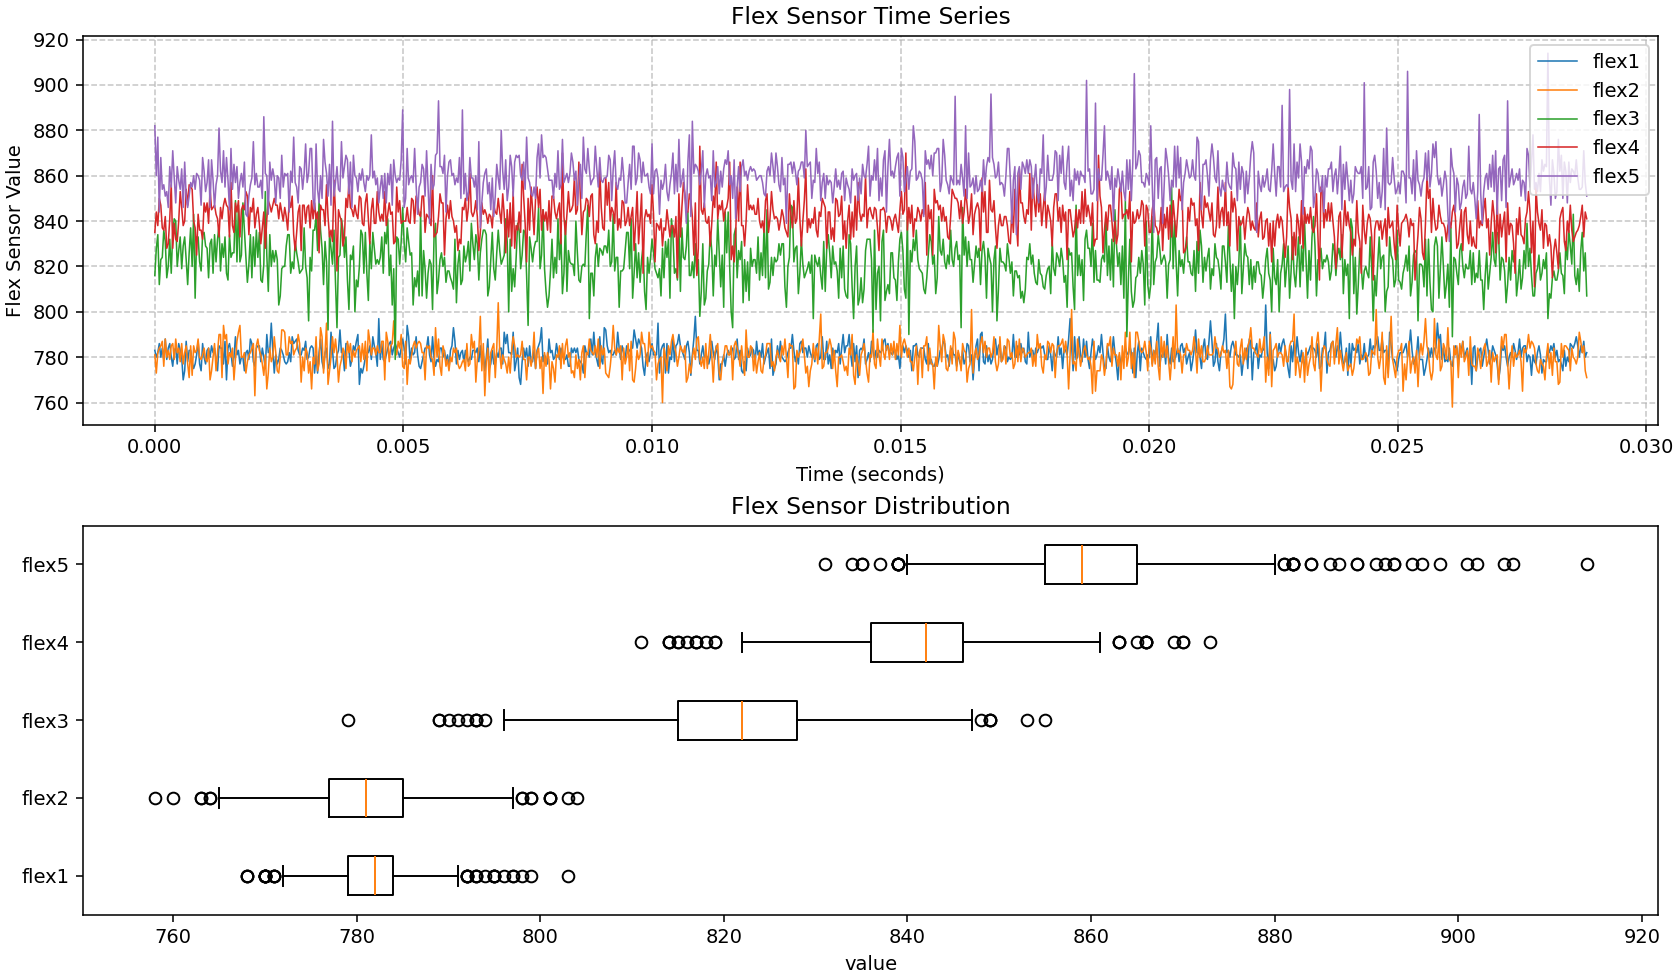 Flex Sensor Time Series
920
900
880
860
840
820
800
780
760
Flex Sensor Value
flex1
flex2
flex3
flex4
flex5
0.000 0.005 0.010 0.015 0.020 0.025 0.030
Time (seconds)
Flex Sensor Distribution
flex5
flex4
flex3
flex2
flex1
760 780 800 820 840 860 880 900 920
value